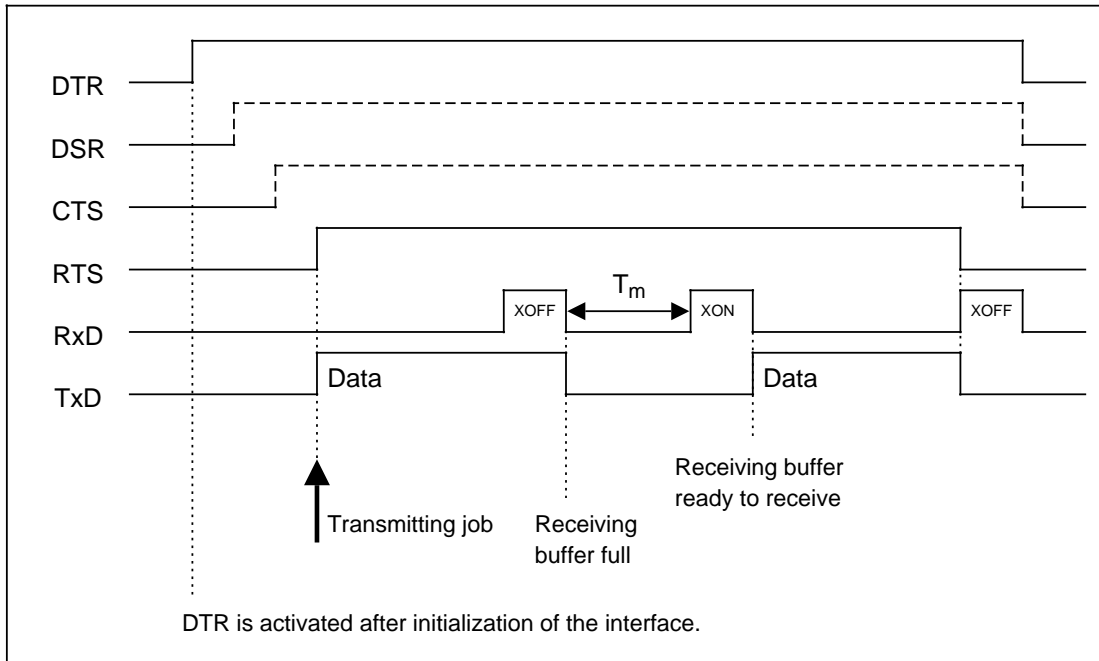 DTR
DSR
CTS
RTS
T_m
XOFF
XON
XOFF
RxD
Data
Data
TxD
Receiving buffer
ready to receive
Transmitting job
Receiving
buffer full
DTR is activated after initialization of the interface.